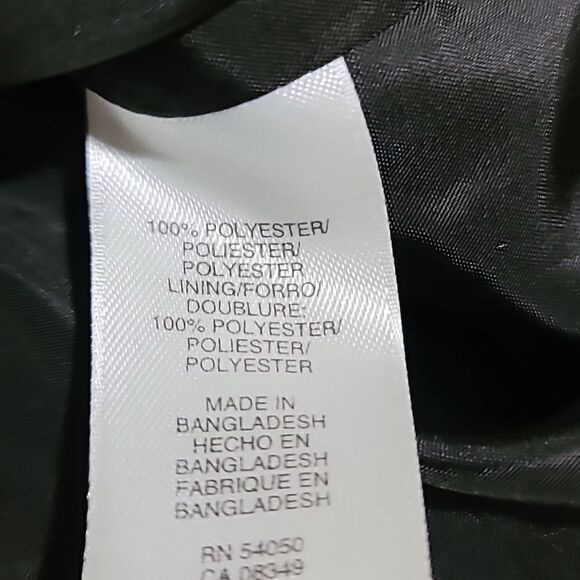 100% POLYESTER/
POLIESTER/
POLYESTER
LINING/FORRO/
DOUBLURE:
100% POLYESTER/
POLIESTER/
POLYESTER
MADE IN
BANGLADESH
HECHO EN
BANGLADESH
FABRIQUE EN
BANGLADESH
RN 54050
CA 08349